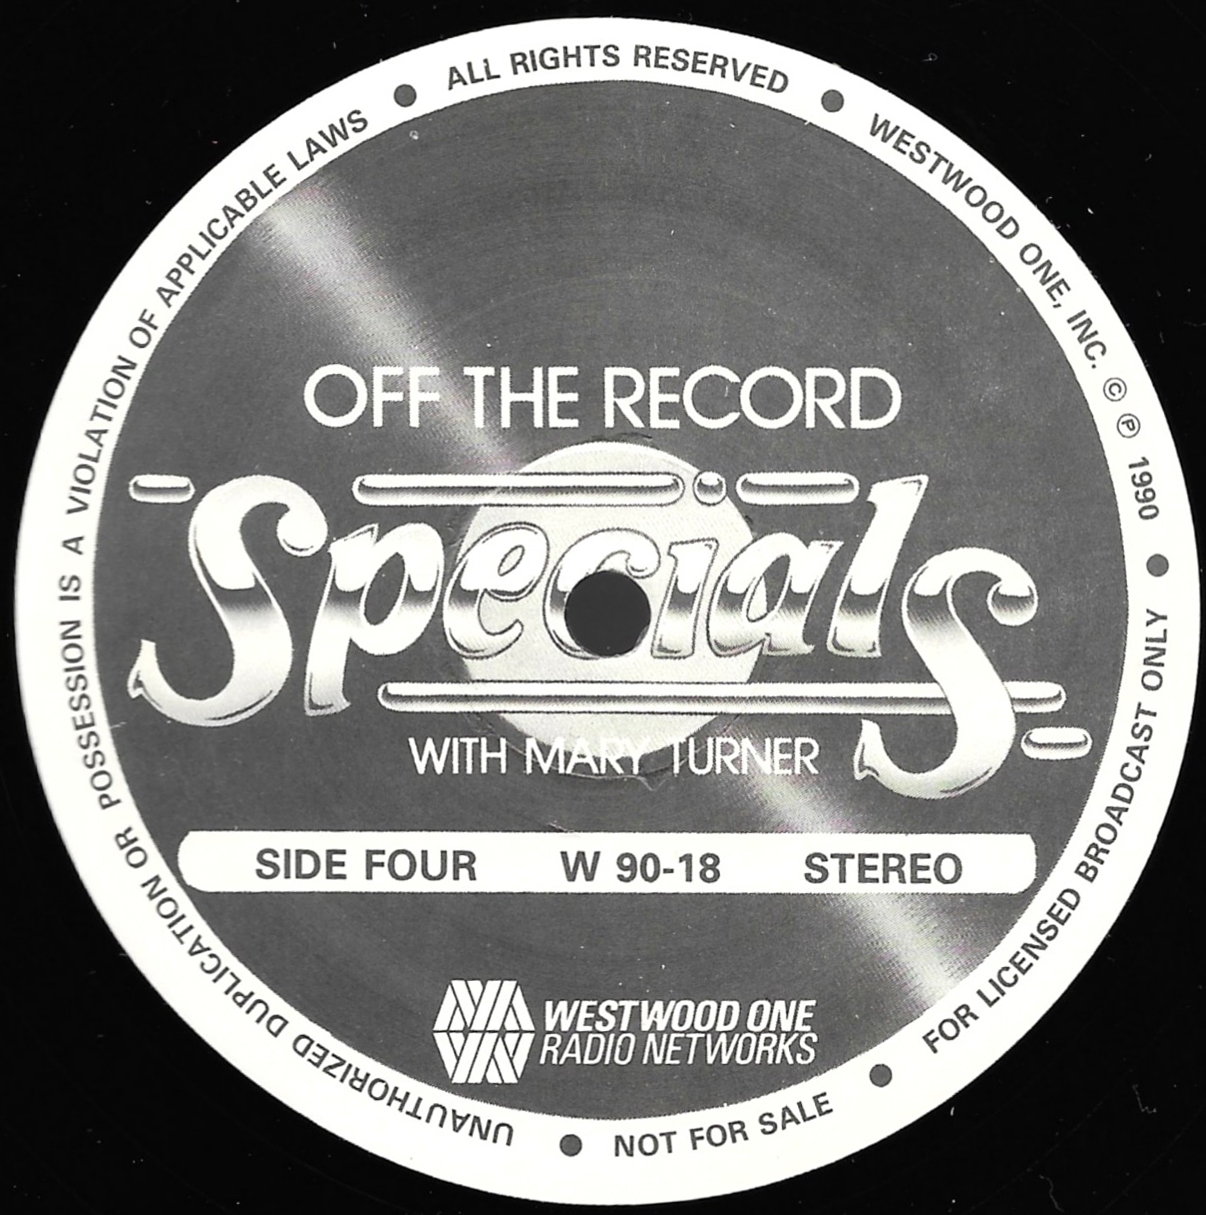 OFF THE RECORD
Specials
WITH MARY TURNER
SIDE FOUR W 90-18 STEREO
WESTWOOD ONE
RADIO NETWORKS
UNAUTHORIZED DUPLICATION OR POSSESSION IS A VIOLATION OF APPLICABLE LAWS ● ALL RIGHTS RESERVED ● WESTWOOD ONE, INC. © ℗ 1990 ● FOR LICENSED BROADCAST ONLY ● NOT FOR SALE ●